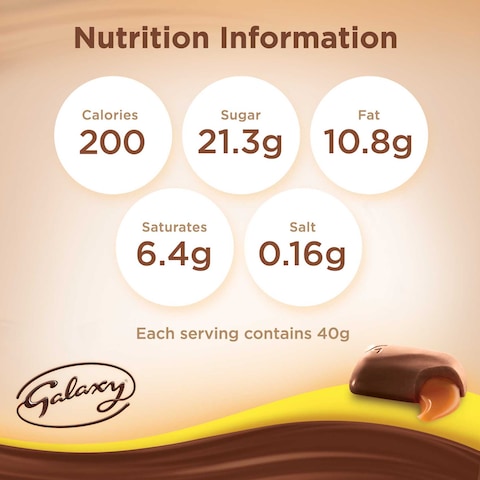 Nutrition Information
Calories
200
Sugar
21.3g
Fat
10.8g
Saturates
6.4g
Salt
0.16g
Each serving contains 40g
Galaxy